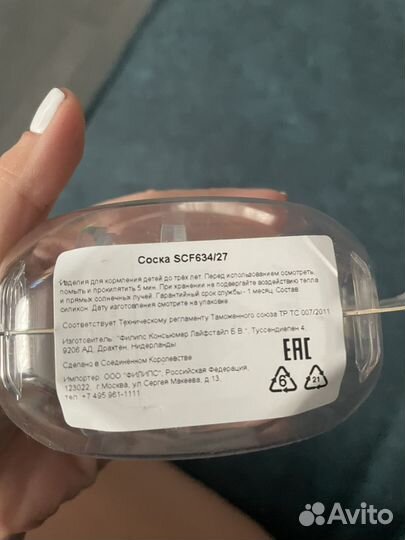 Соска SCF634/27
Изделия для кормления детей до трёх лет. Перед использованием осмотреть,
помыть и прокипятить 5 мин. При хранении не подвергайте воздействию тепла
и прямых солнечных лучей. Гарантийный срок службы - 1 месяц. Состав:
силикон. Дату изготовления смотрите на упаковке.
Соответствует Техническому регламенту Таможенного союза ТР ТС 007/2011
Изготовитель: "Филипс Консьюмер Лайфстайл Б.В.", Туссендиепен 4,
9206 АД, Драхтен, Нидерланды
Сделано в Соединенном Королевстве
Импортер: ООО "ФИЛИПС", Российская Федерация,
123022, г.Москва, ул.Сергея Макеева, д.13,
тел. +7 495 961-1111
EAC
6
21
Avito